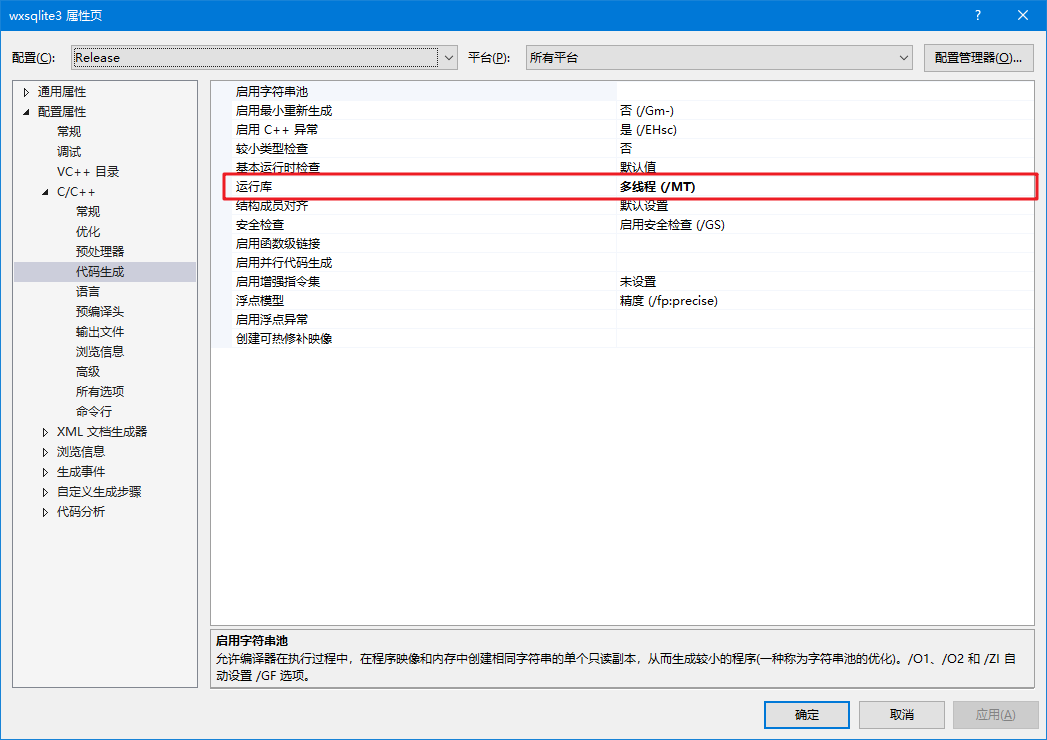 wxsqlite3 属性页
配置(C): Release 平台(P): 所有平台 配置管理器(O)...
通用属性
配置属性
常规
调试
VC++ 目录
C/C++
常规
优化
预处理器
代码生成
语言
预编译头
输出文件
浏览信息
高级
所有选项
命令行
XML 文档生成器
浏览信息
生成事件
自定义生成步骤
代码分析
启用字符串池
启用最小重新生成 否 (/Gm-)
启用 C++ 异常 是 (/EHsc)
较小类型检查 否
基本运行时检查 默认值
运行库 多线程 (/MT)
结构成员对齐 默认设置
安全检查 启用安全检查 (/GS)
启用函数级链接
启用并行代码生成
启用增强指令集 未设置
浮点模型 精度 (/fp:precise)
启用浮点异常
创建可热修补映像
启用字符串池
允许编译器在执行过程中，在程序映像和内存中创建相同字符串的单个只读副本，从而生成较小的程序(一种称为字符串池的优化)。/O1、/O2 和 /ZI 自
动设置 /GF 选项。
确定 取消 应用(A)